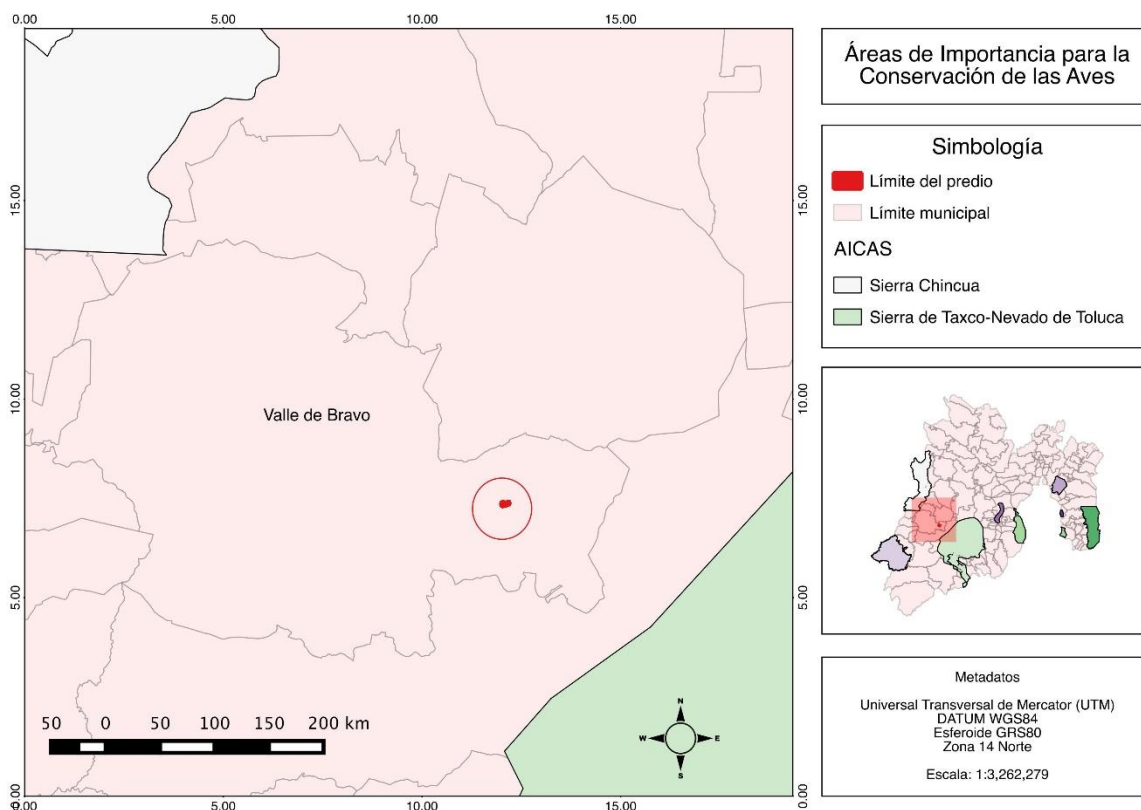 0.00 5.00 10.00 15.00
15.00 15.00
10.00 10.00
5.00 5.00
0.00 0.00
0.00 5.00 10.00 15.00
Valle de Bravo
50 0 50 100 150 200 km
N
W E
S
Áreas de Importancia para la
Conservación de las Aves
Simbología
Límite del predio
Límite municipal
AICAS
Sierra Chincua
Sierra de Taxco-Nevado de Toluca
Metadatos
Universal Transversal de Mercator (UTM)
DATUM WGS84
Esferoide GRS80
Zona 14 Norte
Escala: 1:3,262,279